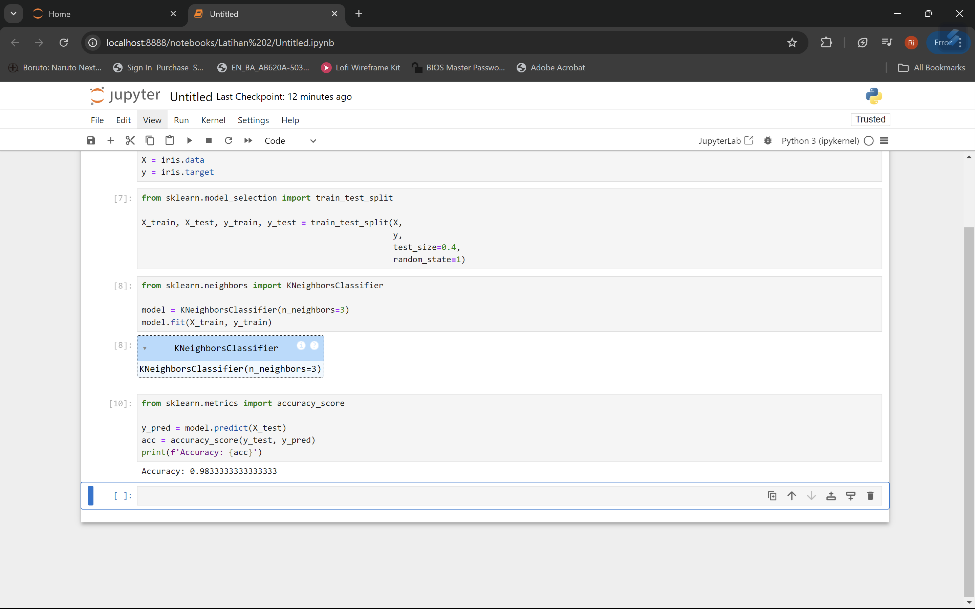 Home
Untitled
localhost:8888/notebooks/Latihan%202/Untitled.ipynb
Bi
Error
Boruto: Naruto Next...
Sign In Purchase S...
EN_BA_AB620A-503...
Lofi Wireframe Kit
BIOS Master Passwo...
Adobe Acrobat
All Bookmarks
jupyter Untitled Last Checkpoint: 12 minutes ago
File Edit View Run Kernel Settings Help
Trusted
Code
JupyterLab
Python 3 (ipykernel)
X = iris.data
y = iris.target
[7]: from sklearn.model_selection import train_test_split
X_train, X_test, y_train, y_test = train_test_split(X,
y,
test_size=0.4,
random_state=1)
[8]: from sklearn.neighbors import KNeighborsClassifier
model = KNeighborsClassifier(n_neighbors=3)
model.fit(X_train, y_train)
[8]: KNeighborsClassifier
KNeighborsClassifier(n_neighbors=3)
[10]: from sklearn.metrics import accuracy_score
y_pred = model.predict(X_test)
acc = accuracy_score(y_test, y_pred)
print(f'Accuracy: {acc}')
Accuracy: 0.9833333333333333
[ ]: